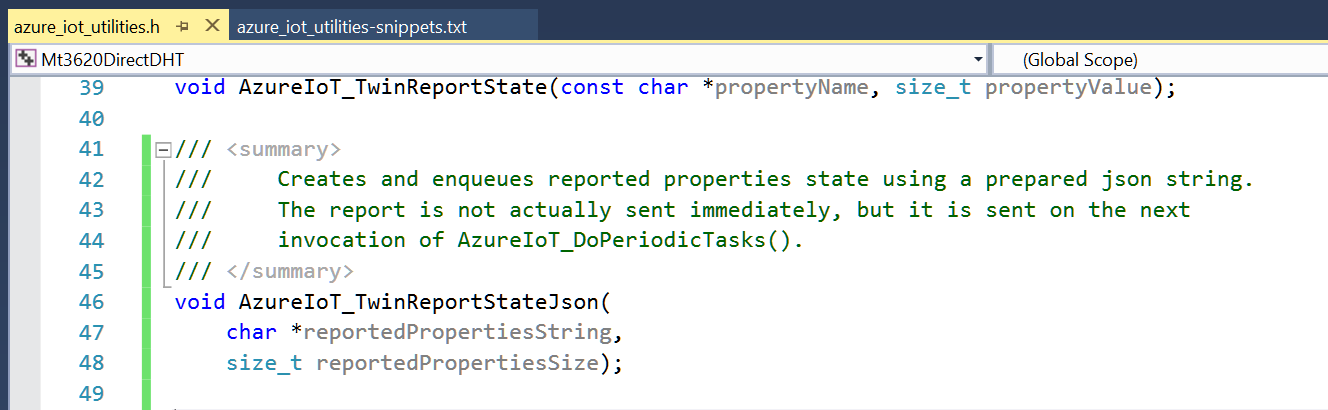 azure_iot_utilities.h azure_iot_utilities-snippets.txt
Mt3620DirectDHT (Global Scope)
39 void AzureIoT_TwinReportState(const char *propertyName, size_t propertyValue);
40
41 /// <summary>
42 ///     Creates and enqueues reported properties state using a prepared json string.
43 ///     The report is not actually sent immediately, but it is sent on the next
44 ///     invocation of AzureIoT_DoPeriodicTasks().
45 /// </summary>
46 void AzureIoT_TwinReportStateJson(
47     char *reportedPropertiesString,
48     size_t reportedPropertiesSize);
49